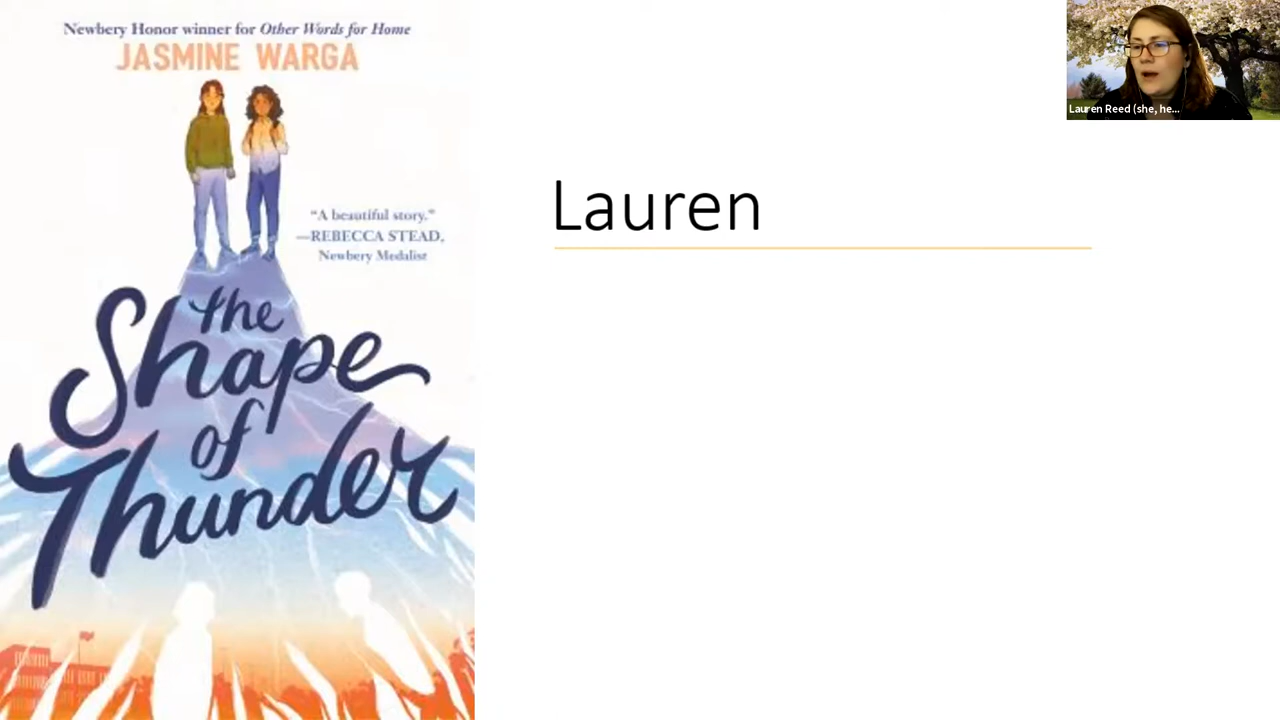 Newbery Honor winner for Other Words for Home
JASMINE WARGA
"A beautiful story."
—REBECCA STEAD,
Newbery Medalist
the
Shape
of
Thunder
Lauren
Lauren Reed (she, he...